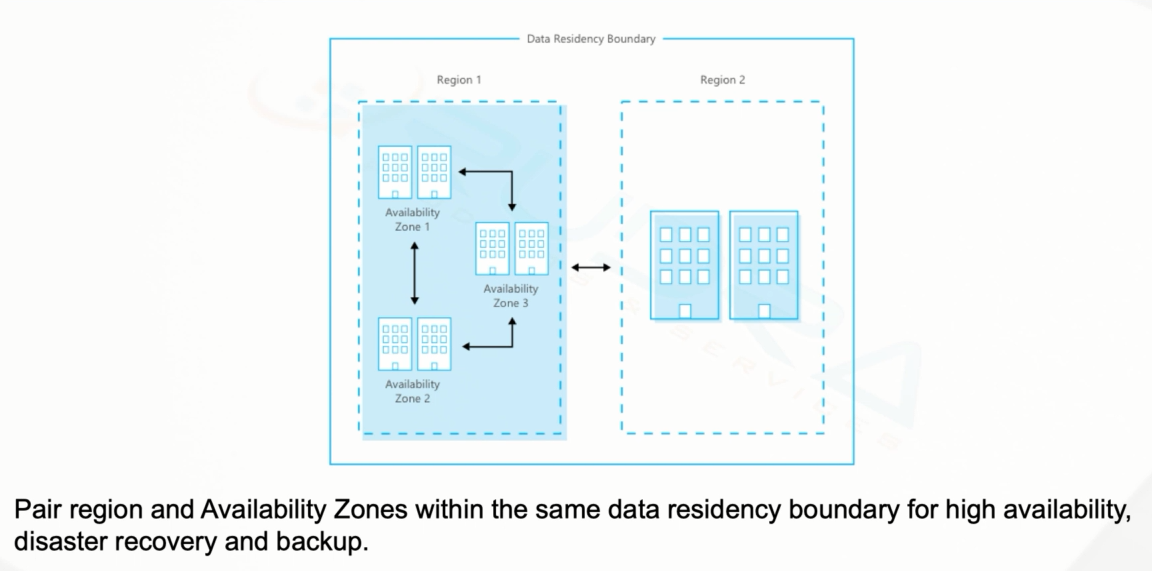 Data Residency Boundary
Region 1
Region 2
Availability
Zone 1
Availability
Zone 3
Availability
Zone 2
Pair region and Availability Zones within the same data residency boundary for high availability,
disaster recovery and backup.